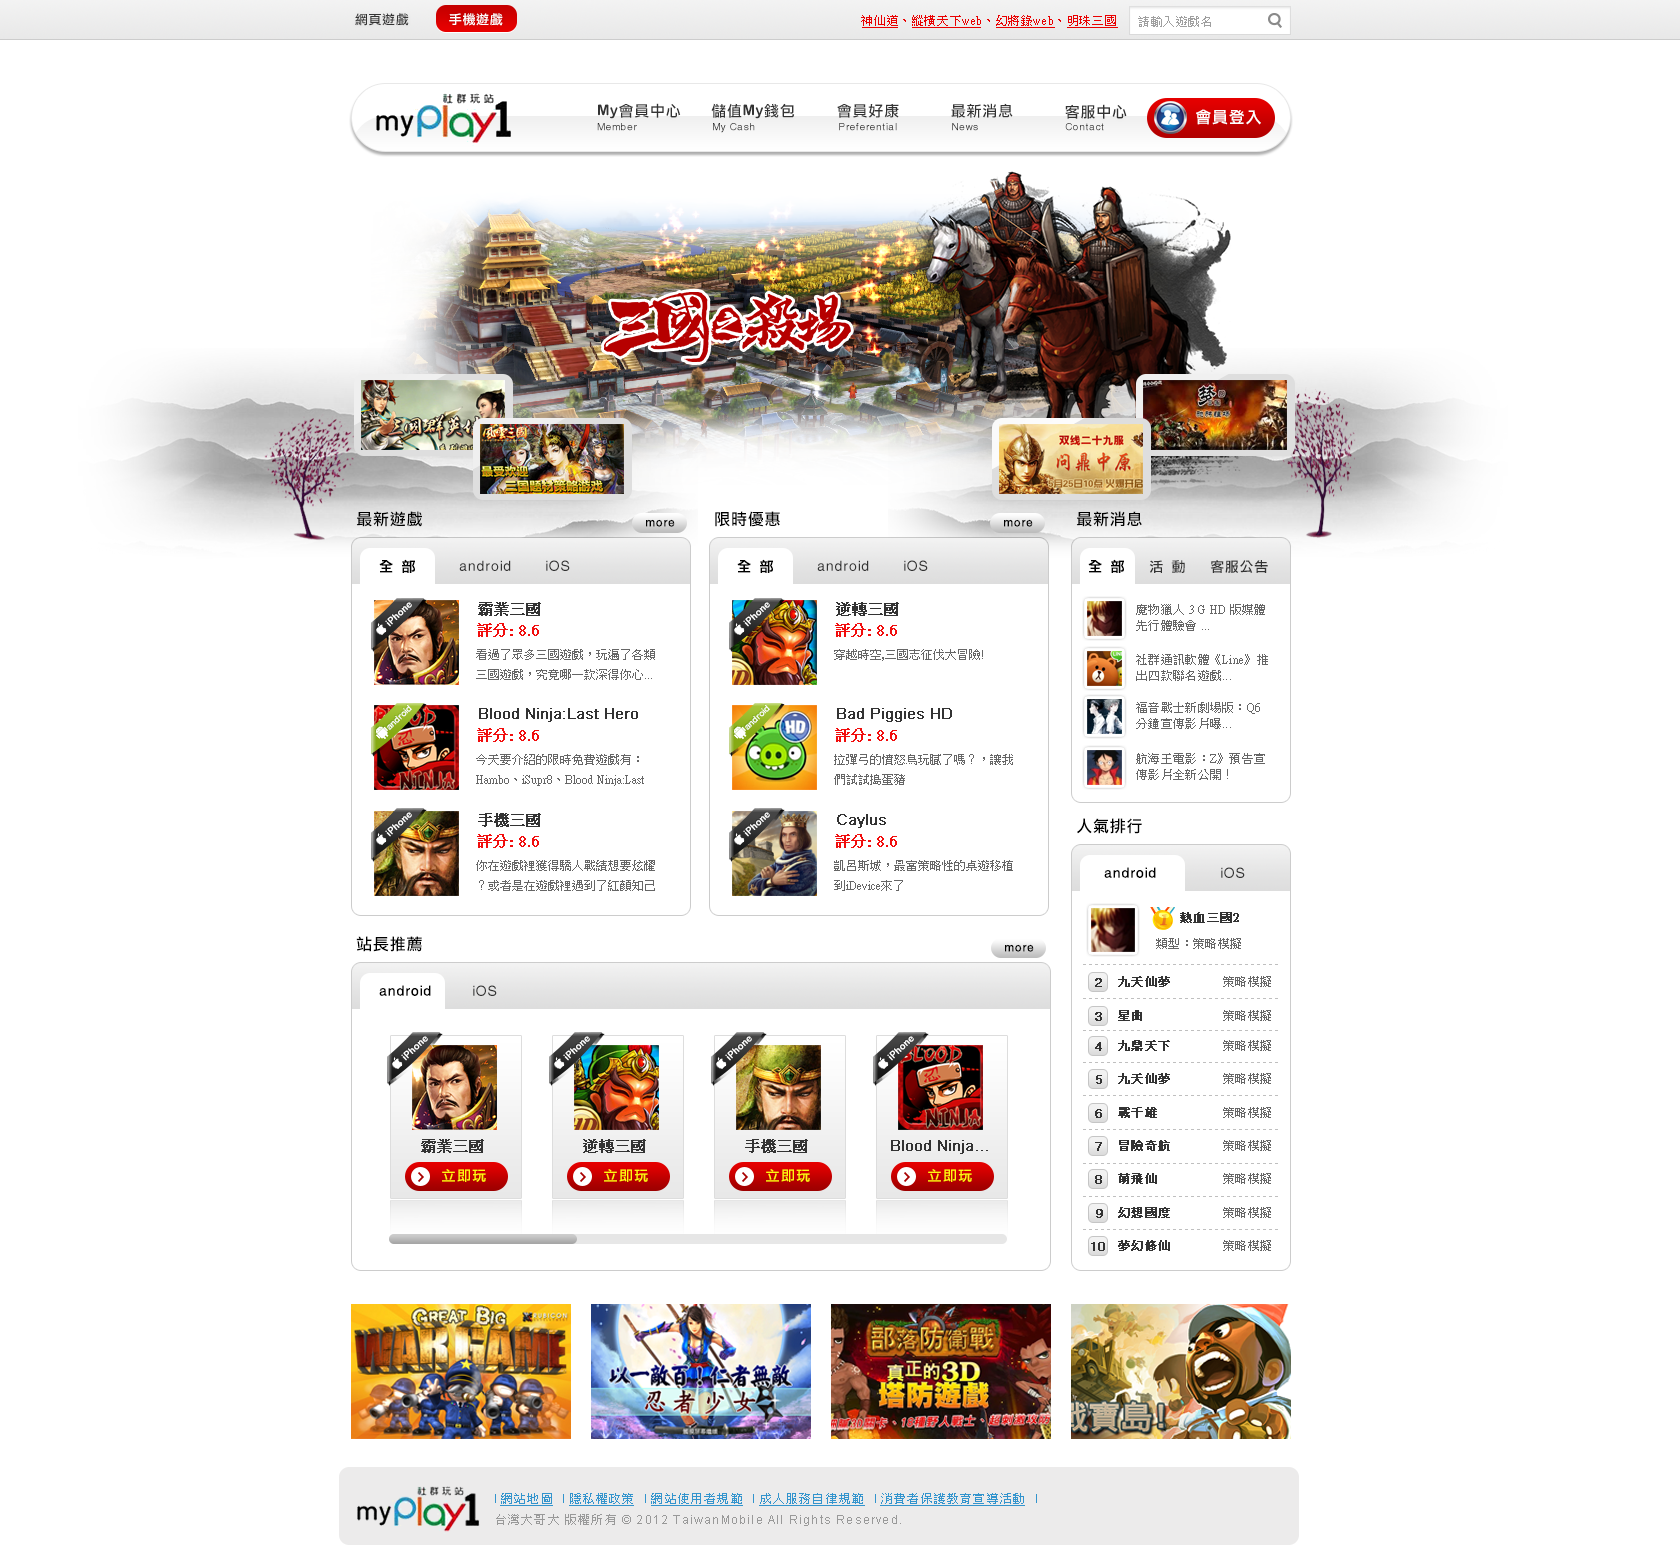 網頁遊戲
手機遊戲
神仙道、縱橫天下web、幻將錄web、明珠三國
請輸入遊戲名
社群玩站
myPlay1
My會員中心
Member
儲值My錢包
My Cash
會員好康
Preferential
最新消息
News
客服中心
Contact
會員登入
三國必殺場
風雲三國
最受欢迎
三国题材策略游戏
双线二十九服
问鼎中原
5月25日10点 火爆开启
最新遊戲
more
全 部
android
iOS
iPhone
霸業三國
評分: 8.6
看過了眾多三國遊戲，玩遍了各類
三國遊戲，究竟哪一款深得你心...
android
Blood Ninja:Last Hero
評分: 8.6
今天要介紹的限時免費遊戲有：
Hambo、iSupr8、Blood Ninja:Last
iPhone
手機三國
評分: 8.6
你在遊戲裡獲得驕人戰績想要炫耀
？或者是在遊戲裡遇到了紅顏知己
限時優惠
more
全 部
android
iOS
iPhone
逆轉三國
評分: 8.6
穿越時空,三國志征伐大冒險!
android
HD
Bad Piggies HD
評分: 8.6
拉彈弓的憤怒鳥玩膩了嗎？，讓我
們試試搗蛋豬
iPhone
Caylus
評分: 8.6
凱呂斯城，最富策略性的桌遊移植
到iDevice來了
最新消息
全 部
活 動
客服公告
魔物獵人 3 G HD 版媒體
先行體驗會 ...
社群通訊軟體《Line》推
出四款聯名遊戲...
福音戰士新劇場版：Q6
分鐘宣傳影片曝...
航海王電影：Z》預告宣
傳影片全新公開！
人氣排行
android
iOS
熱血三國2
類型：策略模擬
2 九天仙夢 策略模擬
3 星曲 策略模擬
4 九鼎天下 策略模擬
5 九天仙夢 策略模擬
6 戰千雄 策略模擬
7 冒險奇航 策略模擬
8 萌飛仙 策略模擬
9 幻想國度 策略模擬
10 夢幻修仙 策略模擬
站長推薦
more
android
iOS
iPhone
霸業三國
立即玩
iPhone
逆轉三國
立即玩
iPhone
手機三國
立即玩
iPhone
BLOOD
NINJA
Blood Ninja...
立即玩
GREAT BIG
WAR GAME
以一敵百！仁者無敵
忍者少女
部落防衛戰
真正的3D
塔防遊戲
戰寶島！
社群玩站
myPlay1
| 網站地圖 | 隱私權政策 | 網站使用者規範 | 成人服務自律規範 | 消費者保護教育宣導活動 |
台灣大哥大 版權所有 © 2012 TaiwanMobile All Rights Reserved.